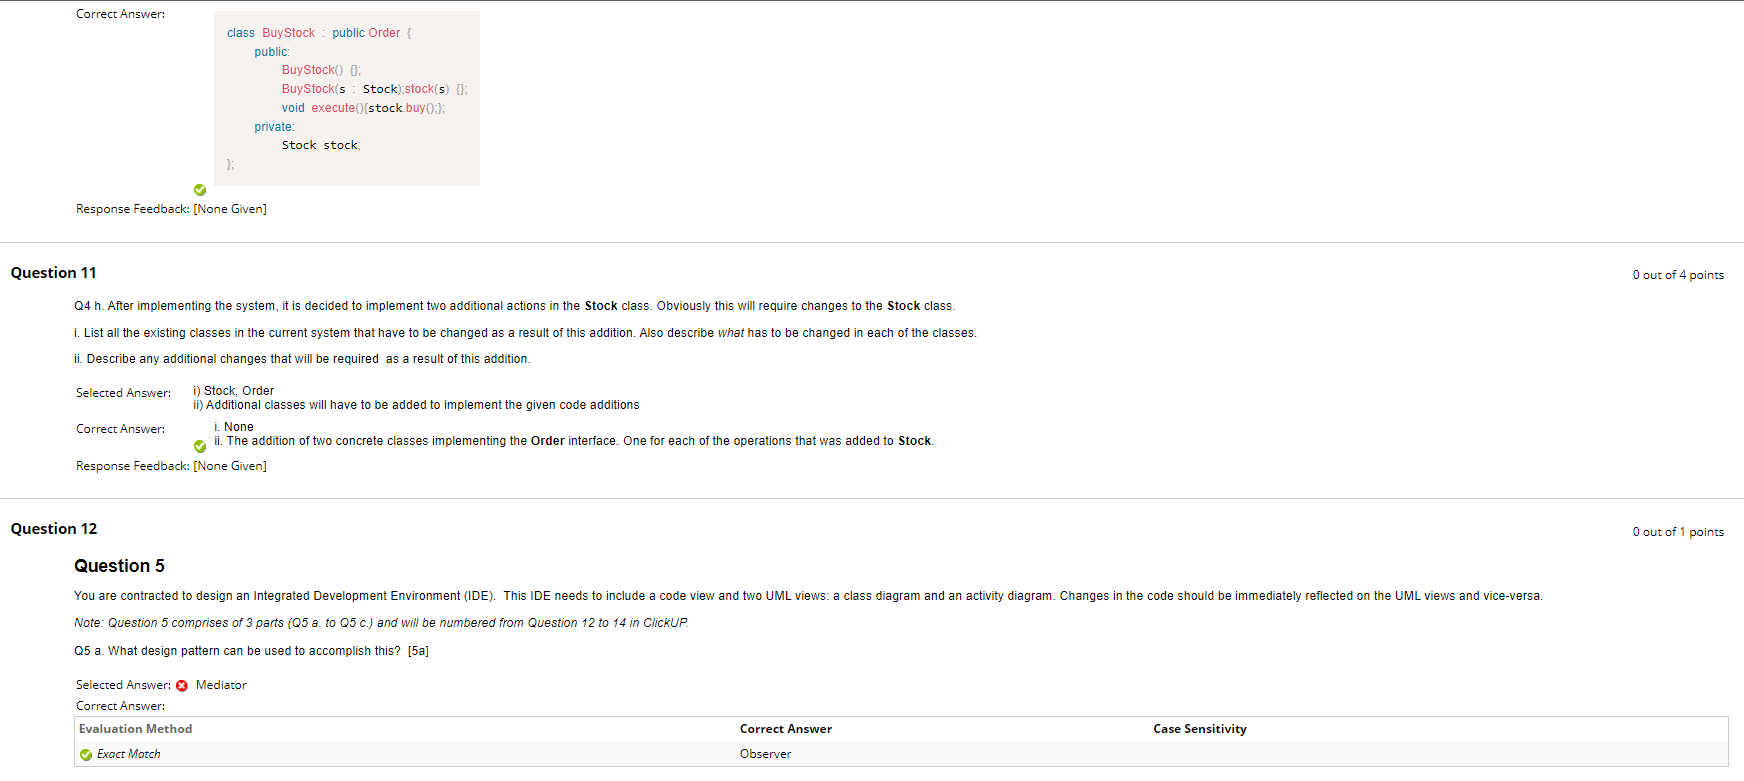 Correct Answer:
class BuyStock : public Order {
public:
BuyStock() {};
BuyStock(s : Stock);stock(s) {};
void execute(){stock.buy();};
private:
Stock stock;
};
Response Feedback: [None Given]
Question 11
0 out of 4 points
Q4 h. After implementing the system, it is decided to implement two additional actions in the Stock class. Obviously this will require changes to the Stock class.
i. List all the existing classes in the current system that have to be changed as a result of this addition. Also describe what has to be changed in each of the classes.
ii. Describe any additional changes that will be required as a result of this addition.
Selected Answer: i) Stock, Order
ii) Additional classes will have to be added to implement the given code additions
Correct Answer: i. None
ii. The addition of two concrete classes implementing the Order interface. One for each of the operations that was added to Stock.
Response Feedback: [None Given]
Question 12
0 out of 1 points
Question 5
You are contracted to design an Integrated Development Environment (IDE). This IDE needs to include a code view and two UML views: a class diagram and an activity diagram. Changes in the code should be immediately reflected on the UML views and vice-versa.
Note: Question 5 comprises of 3 parts (Q5 a. to Q5 c.) and will be numbered from Question 12 to 14 in ClickUP.
Q5 a. What design pattern can be used to accomplish this? [5a]
Selected Answer: Mediator
Correct Answer:
Evaluation Method Correct Answer Case Sensitivity
Exact Match Observer